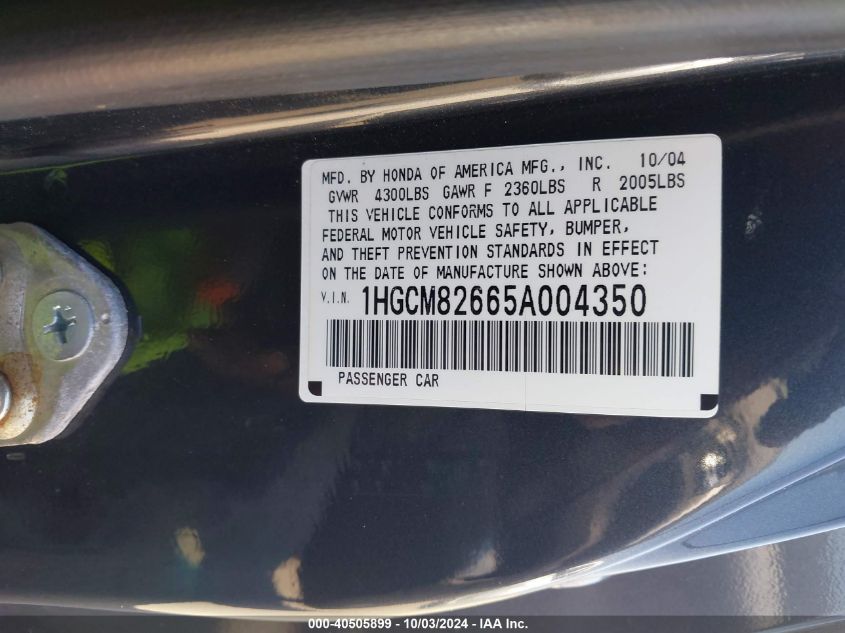 MFD. BY HONDA OF AMERICA MFG., INC. 10/04
GVWR 4300LBS GAWR F 2360LBS R 2005LBS
THIS VEHICLE CONFORMS TO ALL APPLICABLE
FEDERAL MOTOR VEHICLE SAFETY, BUMPER,
AND THEFT PREVENTION STANDARDS IN EFFECT
ON THE DATE OF MANUFACTURE SHOWN ABOVE:
V.I.N. 1HGCM82665A004350
PASSENGER CAR
000-40505899 - 10/03/2024 - IAA Inc.